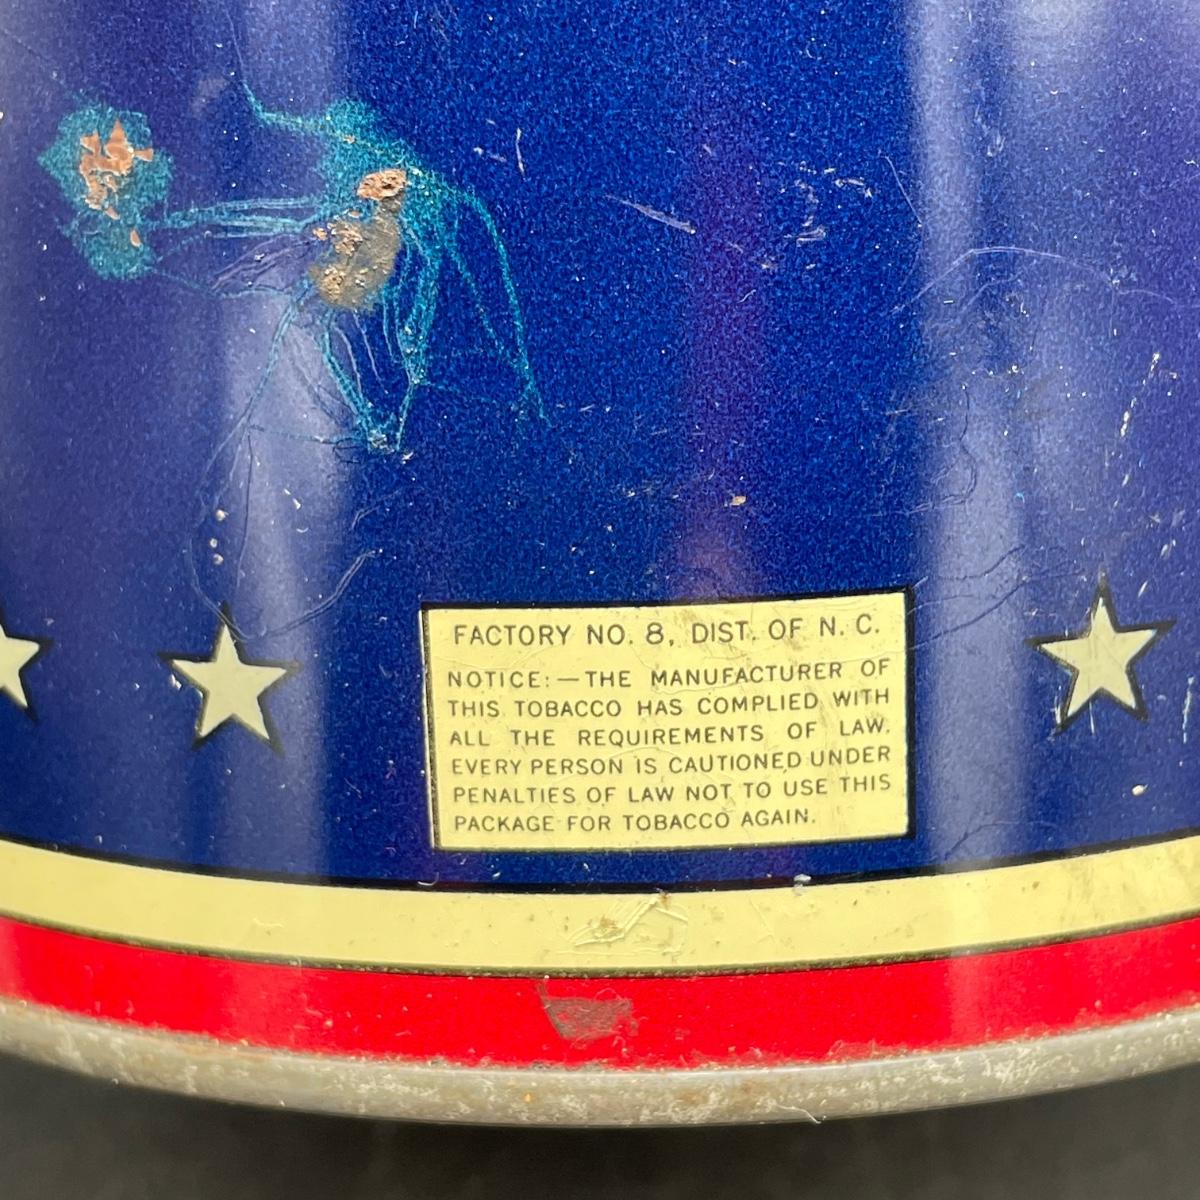 FACTORY NO. 8, DIST. OF N. C.
NOTICE:—THE MANUFACTURER OF
THIS TOBACCO HAS COMPLIED WITH
ALL THE REQUIREMENTS OF LAW.
EVERY PERSON IS CAUTIONED UNDER
PENALTIES OF LAW NOT TO USE THIS
PACKAGE FOR TOBACCO AGAIN.